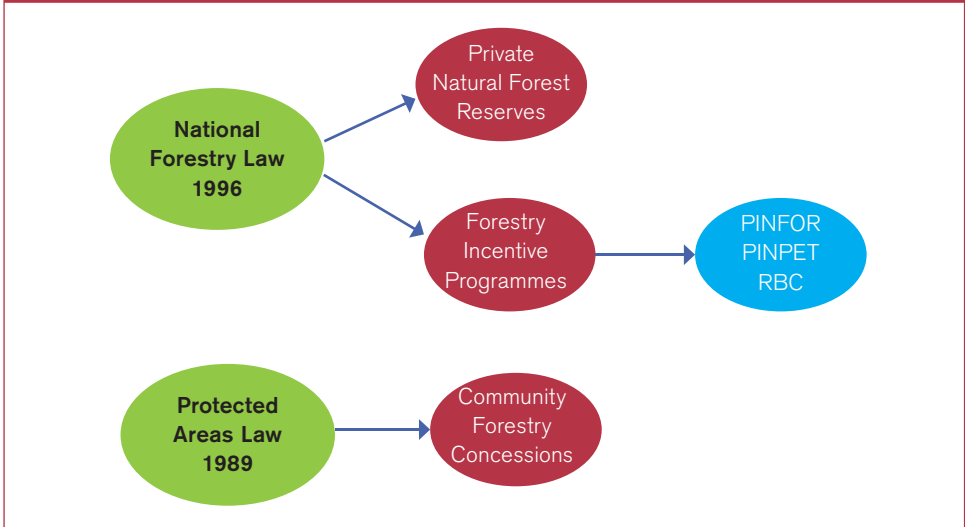 Private
Natural Forest
Reserves
National
Forestry Law
1996
Forestry
Incentive
Programmes
PINFOR
PINPET
RBC
Protected
Areas Law
1989
Community
Forestry
Concessions